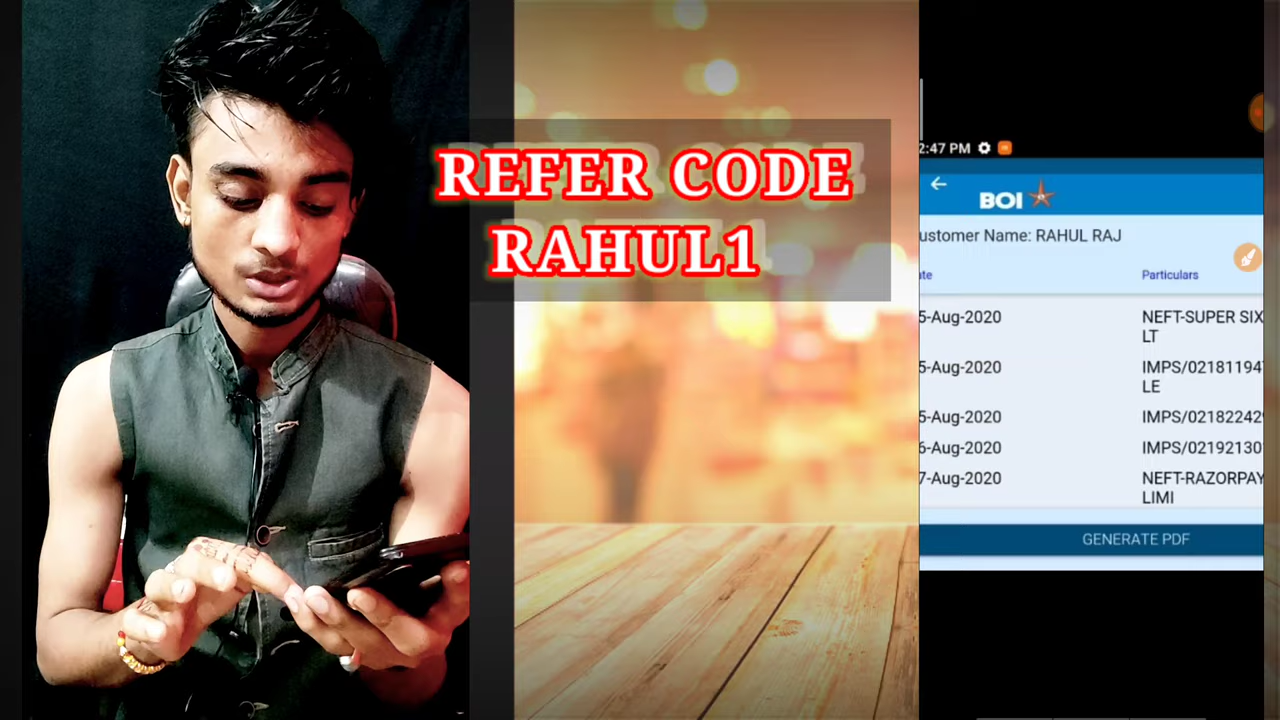 REFER CODE
RAHUL1
2:47 PM
BOI
ustomer Name: RAHUL RAJ
te Particulars
5-Aug-2020 NEFT-SUPER SIX
LT
5-Aug-2020 IMPS/02181194
LE
5-Aug-2020 IMPS/02182242
6-Aug-2020 IMPS/02192130
7-Aug-2020 NEFT-RAZORPAY
LIMI
GENERATE PDF